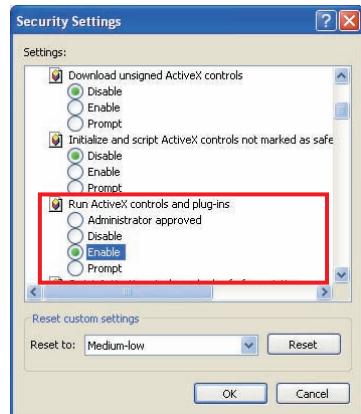 Security Settings
Settings:
Download unsigned ActiveX controls
Disable
Enable
Prompt
Initialize and script ActiveX controls not marked as safe
Disable
Enable
Prompt
Run ActiveX controls and plug-ins
Administrator approved
Disable
Enable
Prompt
Reset custom settings
Reset to: Medium-low Reset
OK Cancel